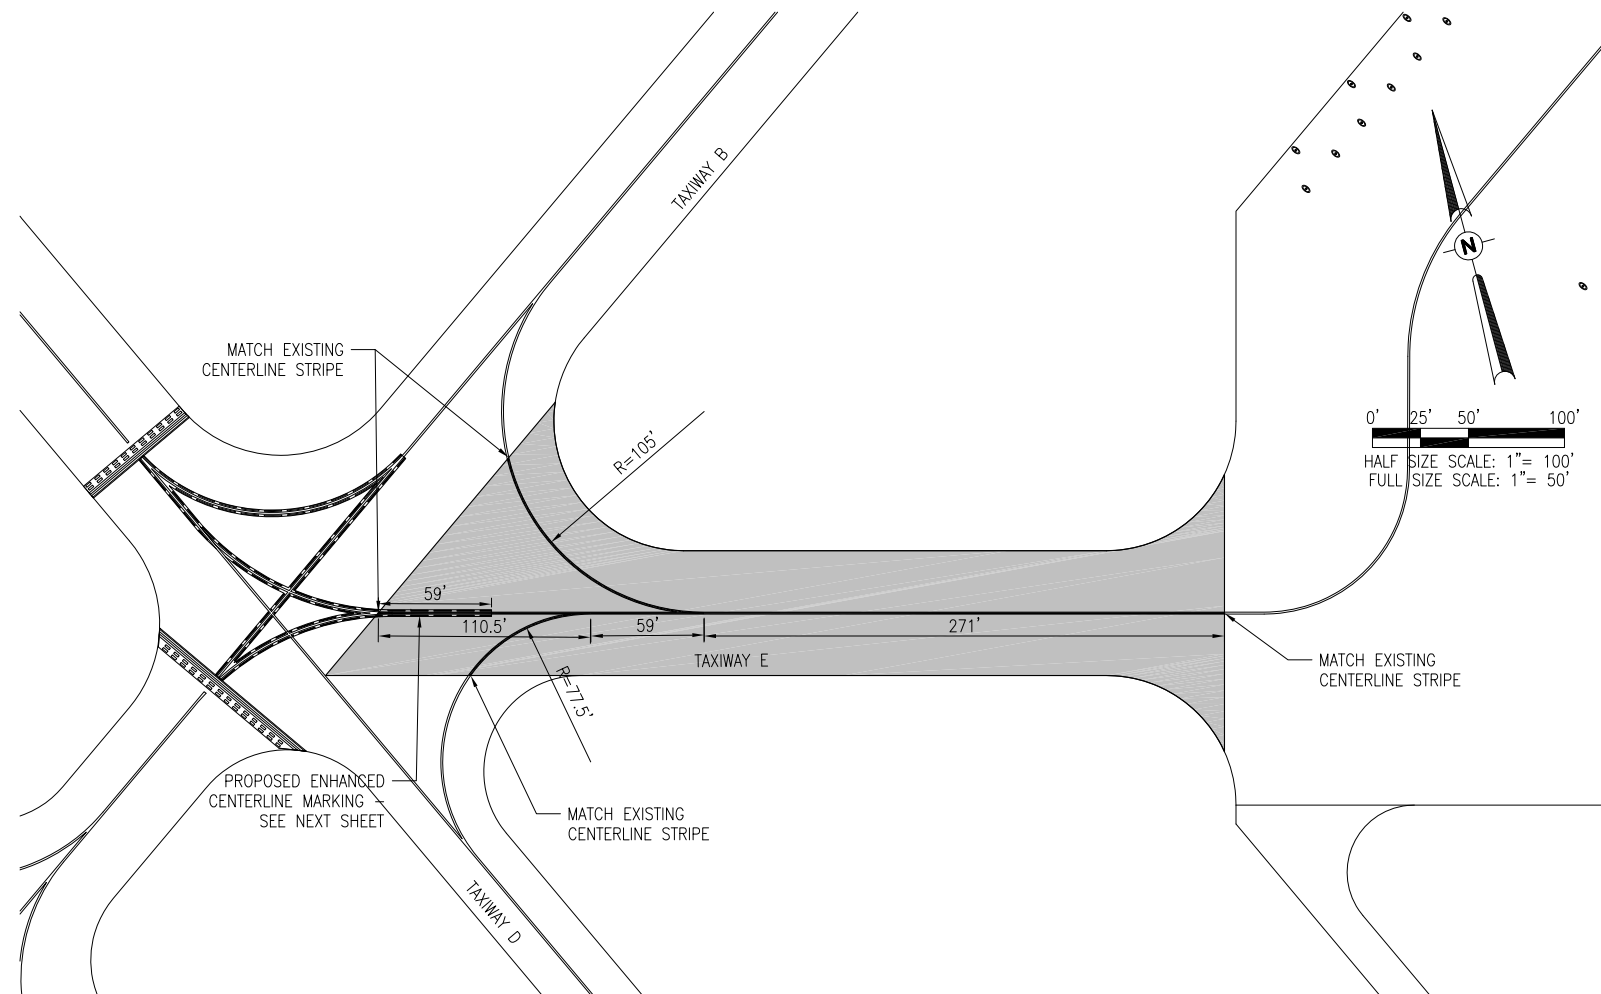 TAXIWAY B
MATCH EXISTING
CENTERLINE STRIPE
N
0' 25' 50' 100'
HALF SIZE SCALE: 1"= 100'
FULL SIZE SCALE: 1"= 50'
R=105'
59'
110.5'
59'
271'
TAXIWAY E
R=77.5'
MATCH EXISTING
CENTERLINE STRIPE
PROPOSED ENHANCED
CENTERLINE MARKING -
SEE NEXT SHEET
MATCH EXISTING
CENTERLINE STRIPE
TAXIWAY D